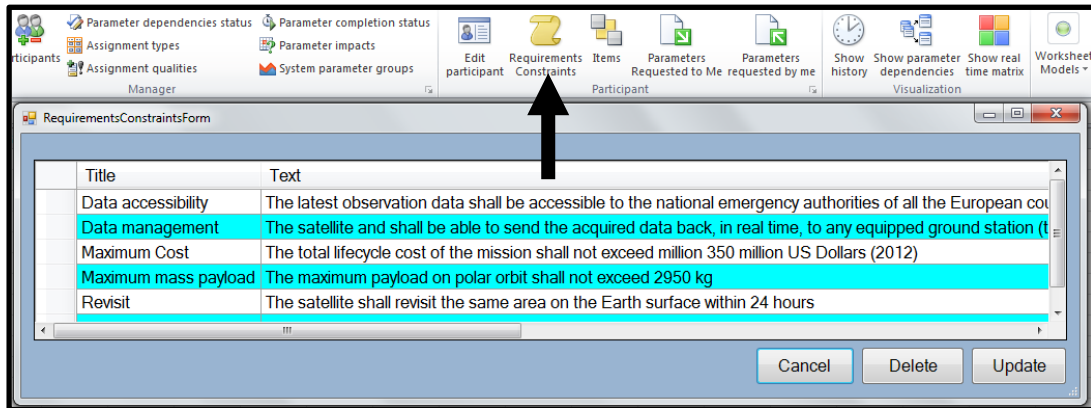 Parameter dependencies status Parameter completion status
Assignment types Parameter impacts
rticipants Assignment qualities System parameter groups
Manager
Edit participant
Requirements Constraints
Items
Parameters Requested to Me
Parameters requested by me
Participant
Show history
Show parameter dependencies
Show real time matrix
Visualization
Worksheet Models
RequirementsConstraintsForm
Title Text
Data accessibility The latest observation data shall be accessible to the national emergency authorities of all the European cou
Data management The satellite and shall be able to send the acquired data back, in real time, to any equipped ground station (t
Maximum Cost The total lifecycle cost of the mission shall not exceed million 350 million US Dollars (2012)
Maximum mass payload The maximum payload on polar orbit shall not exceed 2950 kg
Revisit The satellite shall revisit the same area on the Earth surface within 24 hours
Cancel Delete Update